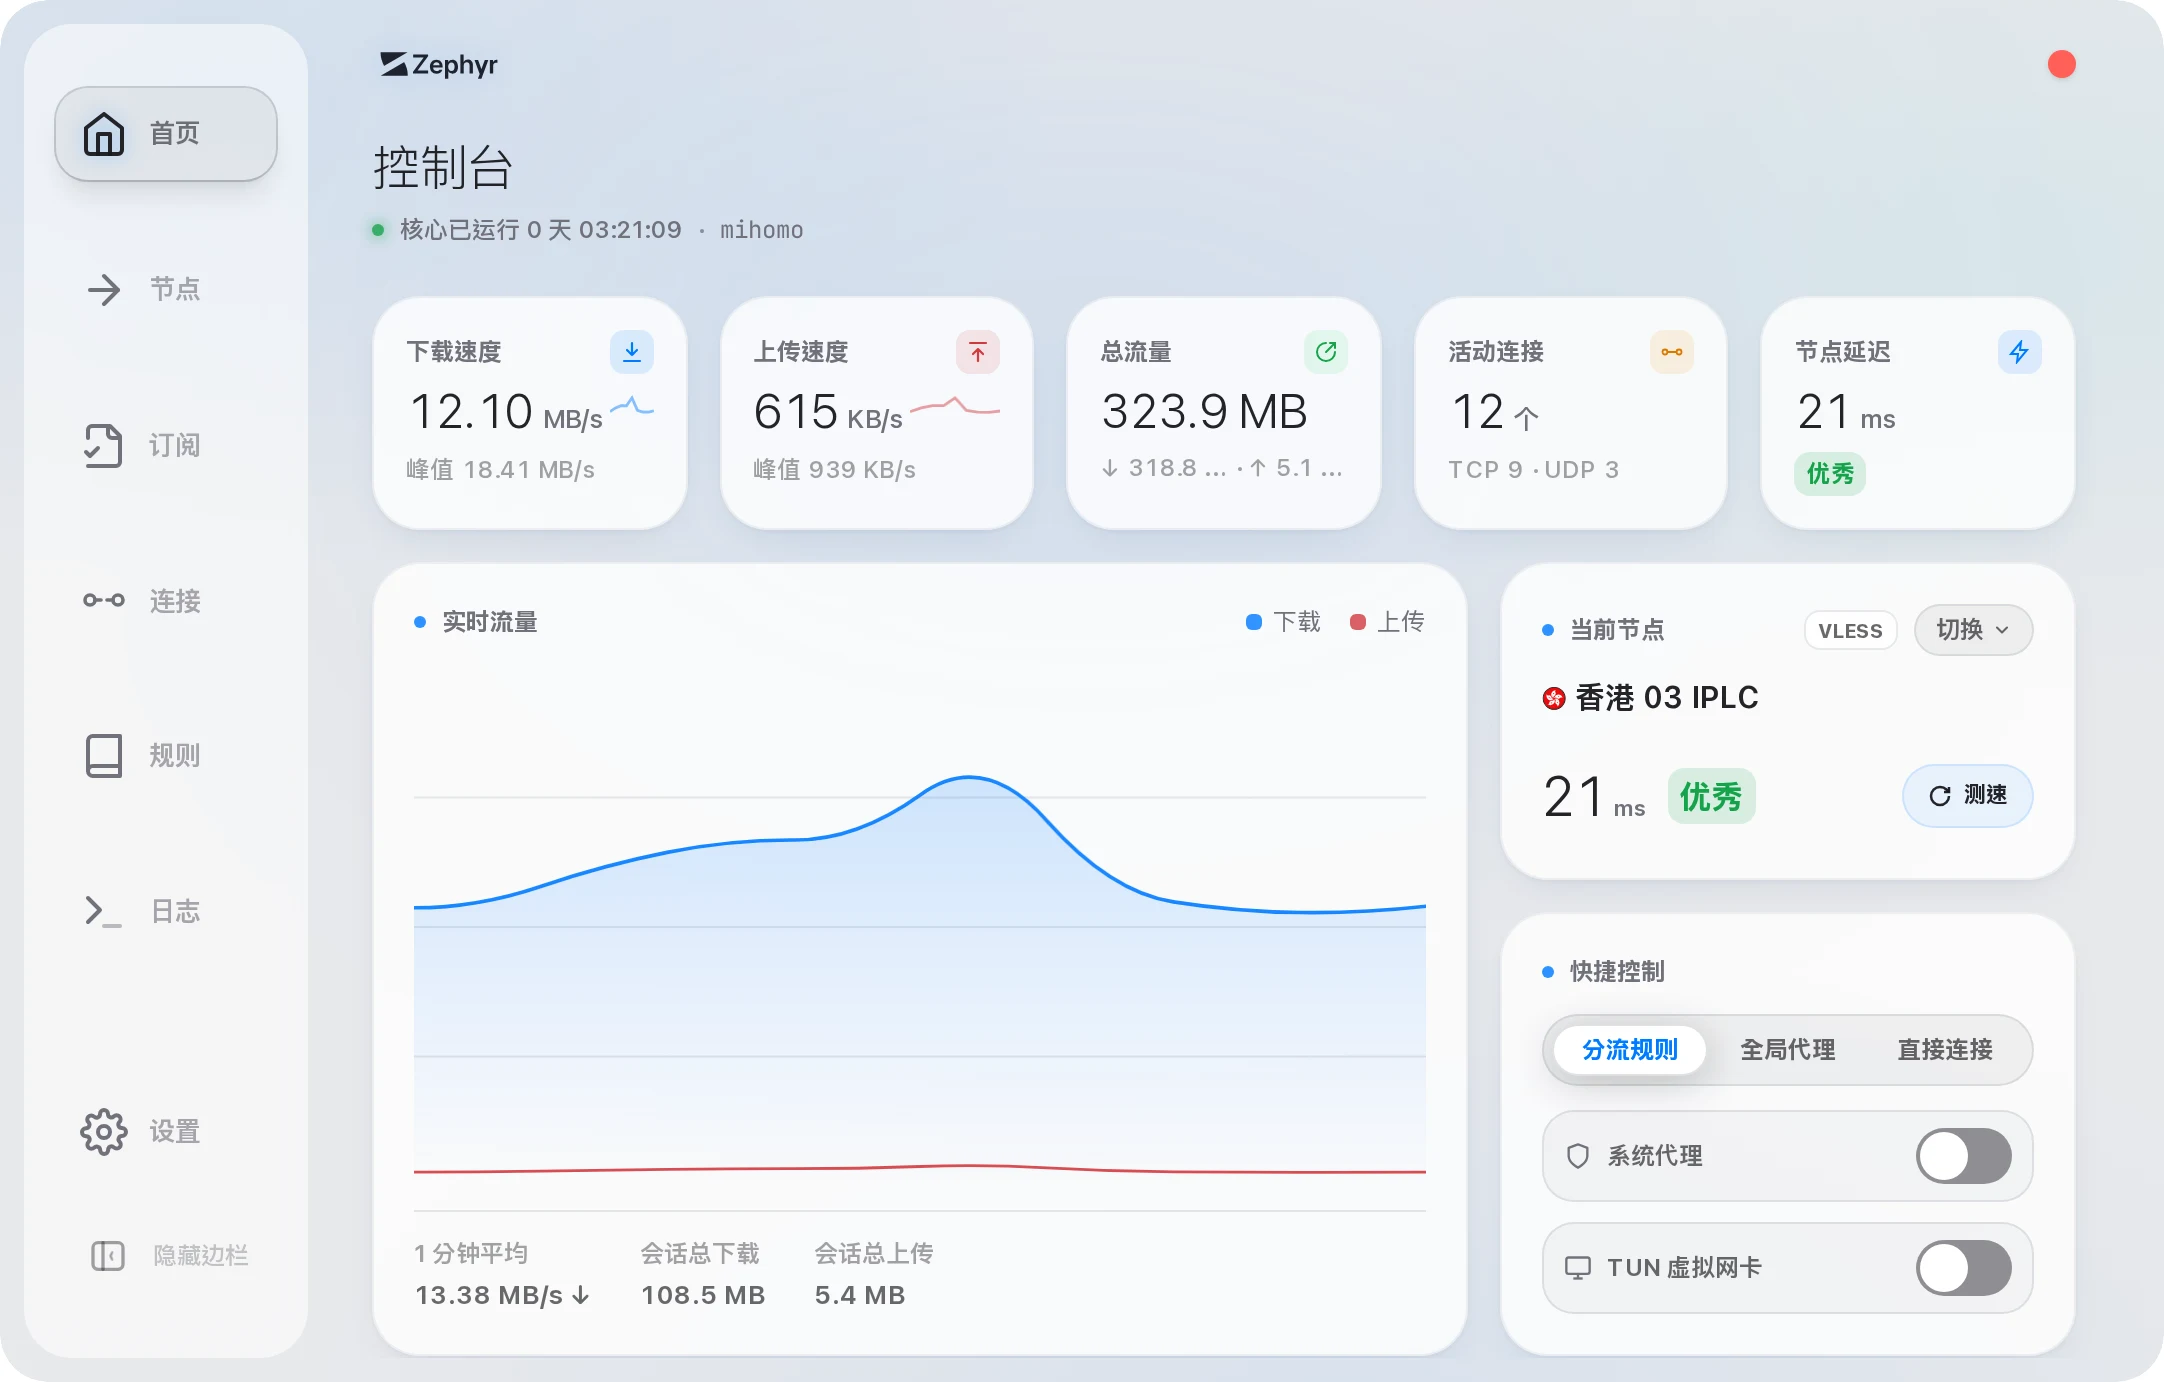 首页
节点
订阅
连接
规则
日志
设置
隐藏边栏
Zephyr
控制台
核心已运行 0 天 03:21:09 · mihomo
下载速度
12.10 MB/s
峰值 18.41 MB/s
上传速度
615 KB/s
峰值 939 KB/s
总流量
323.9 MB
↓ 318.8 ... · ↑ 5.1 ...
活动连接
12 个
TCP 9 · UDP 3
节点延迟
21 ms
优秀
实时流量
下载 上传
1 分钟平均
13.38 MB/s ↓
会话总下载
108.5 MB
会话总上传
5.4 MB
当前节点
VLESS
切换
香港 03 IPLC
21 ms 优秀
测速
快捷控制
分流规则 全局代理 直接连接
系统代理
TUN 虚拟网卡